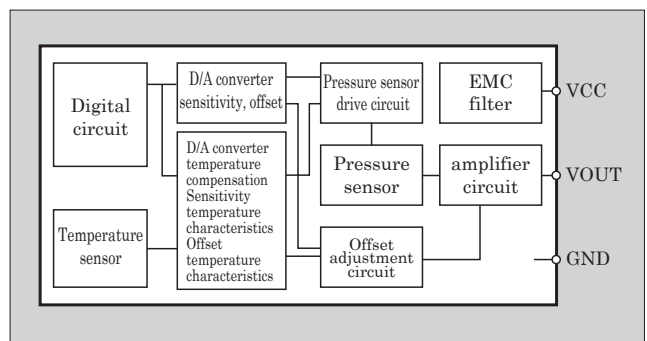 Digital
circuit
D/A converter
sensitivity, offset
Pressure sensor
drive circuit
EMC
filter
VCC
D/A converter
temperature
compensation
Sensitivity
temperature
characteristics
Offset
temperature
characteristics
Pressure
sensor
amplifier
circuit
VOUT
Temperature
sensor
Offset
adjustment
circuit
GND